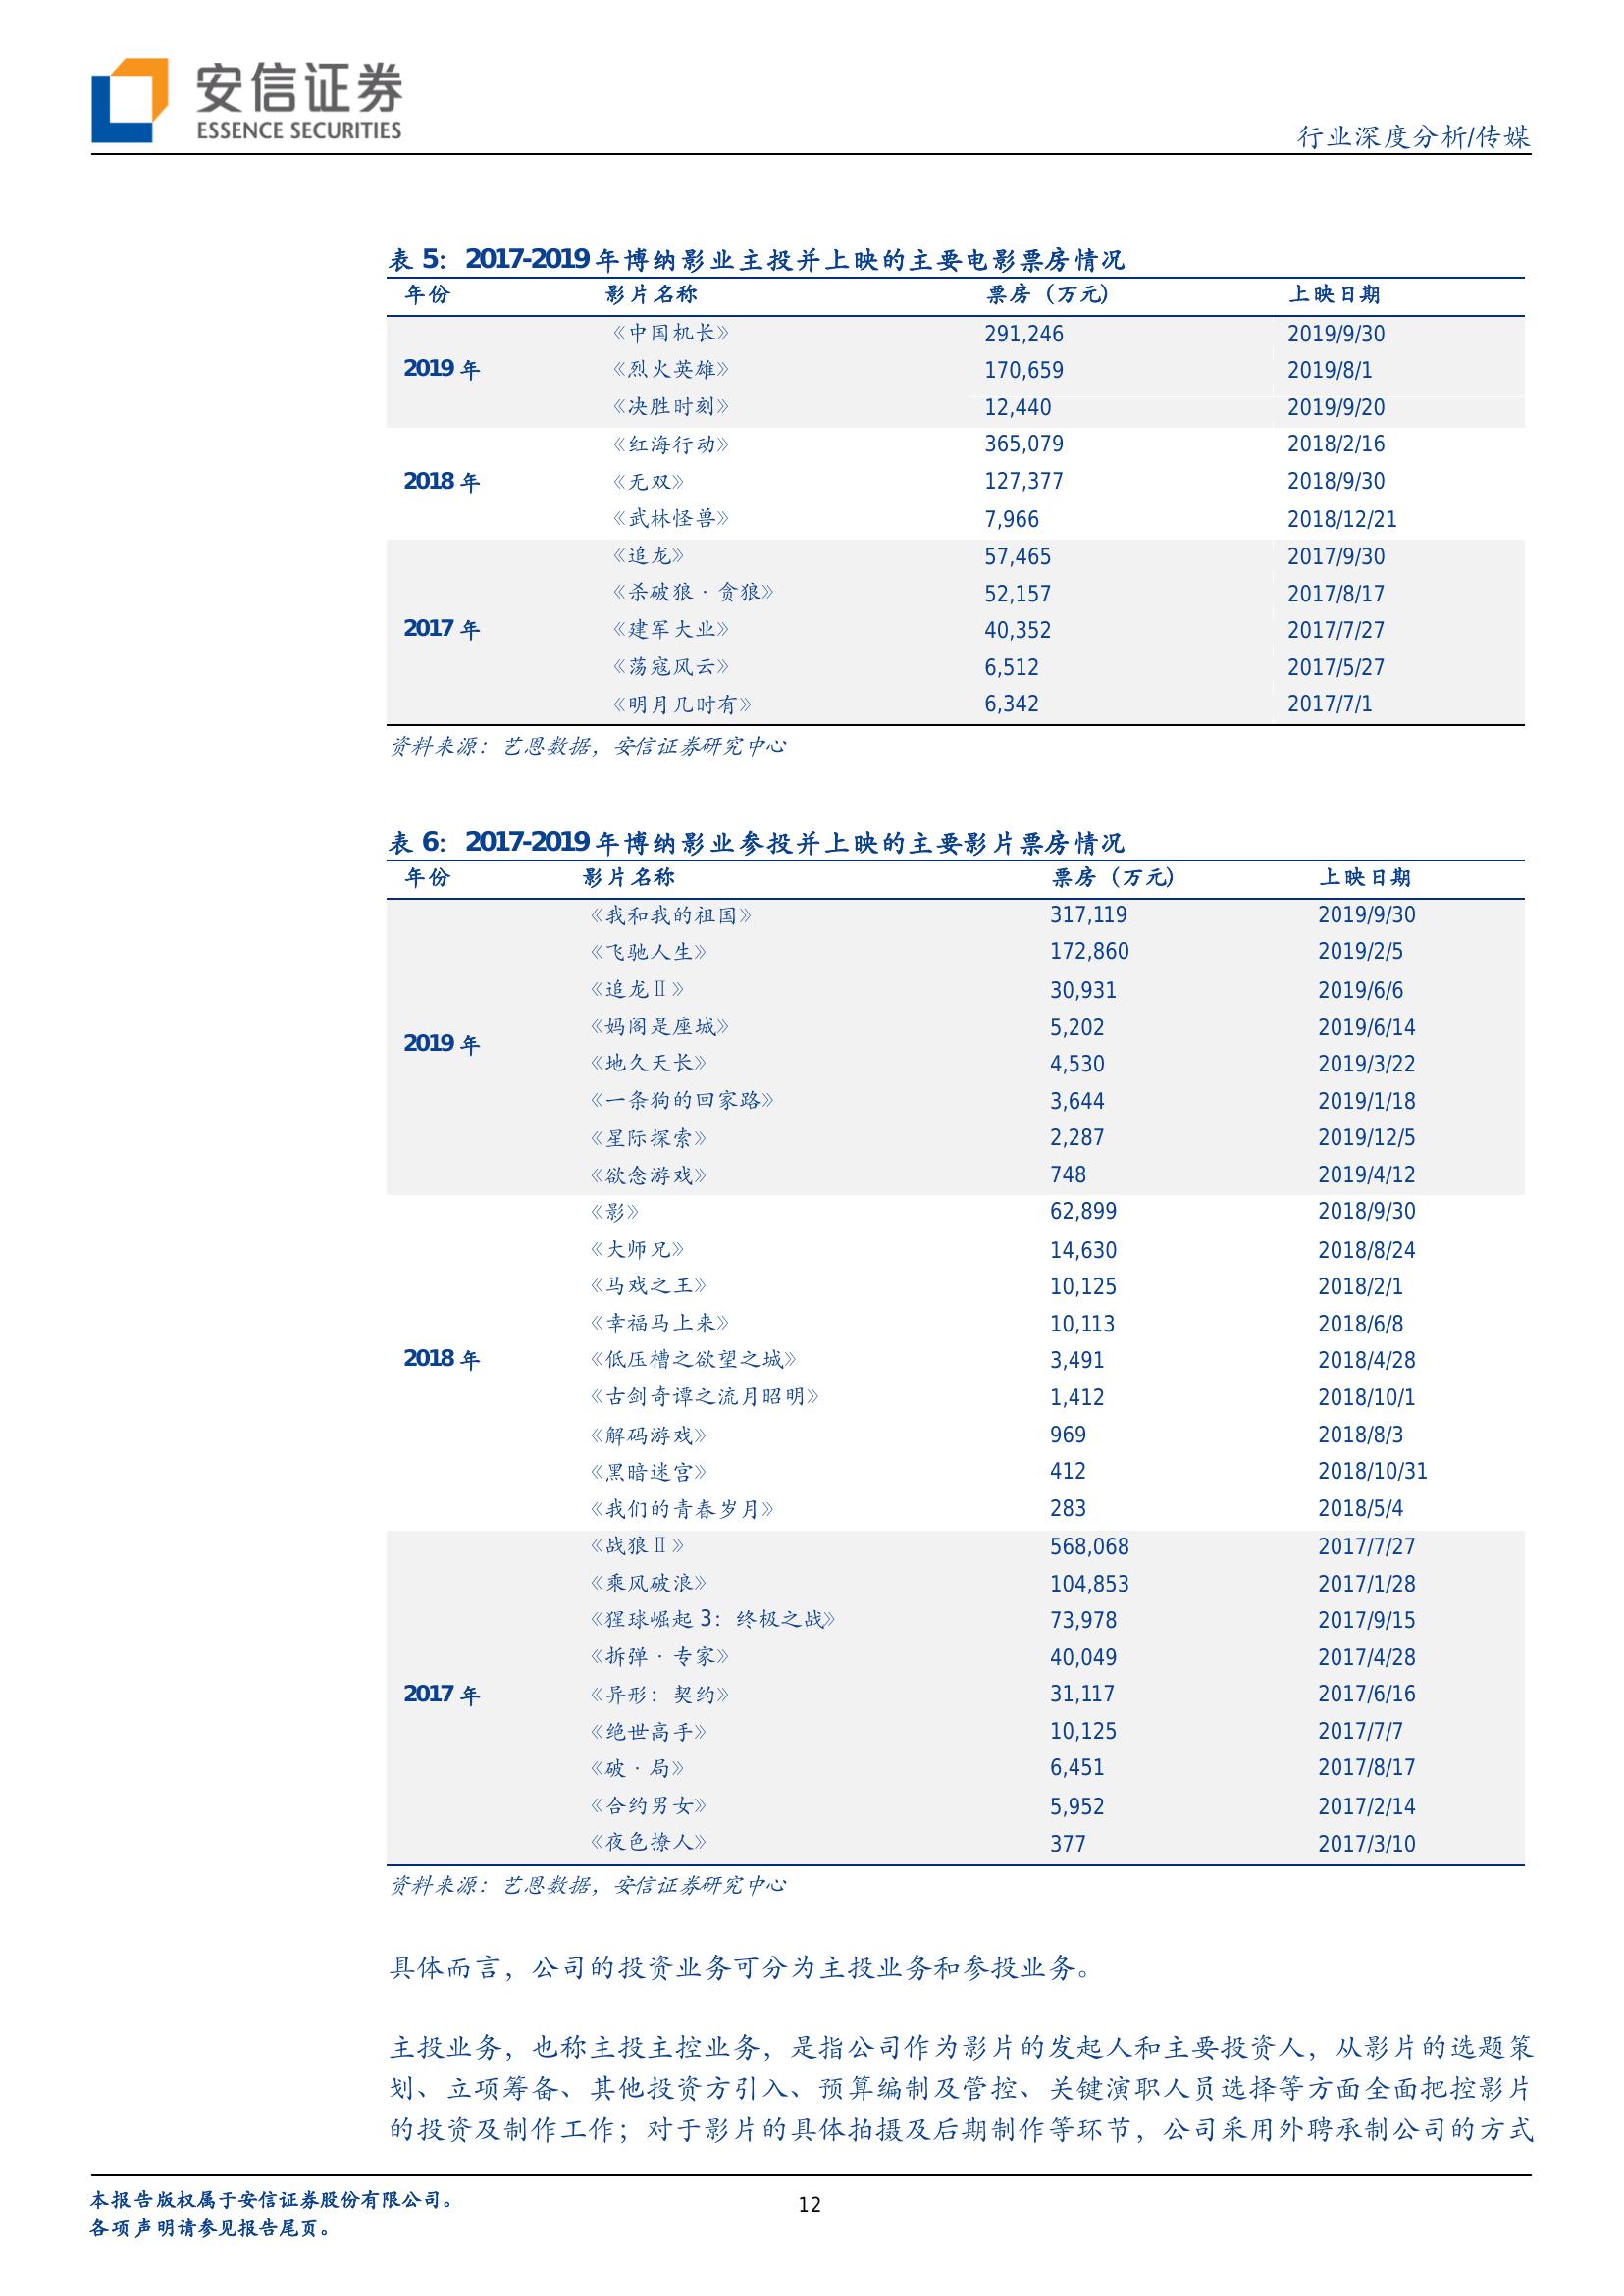 安信证券
ESSENCE SECURITIES
行业深度分析/传媒
表 5：2017-2019 年博纳影业主投并上映的主要电影票房情况
年份 影片名称 票房（万元） 上映日期
《中国机长》 291,246 2019/9/30
2019 年 《烈火英雄》 170,659 2019/8/1
《决胜时刻》 12,440 2019/9/20
《红海行动》 365,079 2018/2/16
2018 年 《无双》 127,377 2018/9/30
《武林怪兽》 7,966 2018/12/21
《追龙》 57,465 2017/9/30
《杀破狼·贪狼》 52,157 2017/8/17
2017 年 《建军大业》 40,352 2017/7/27
《荡寇风云》 6,512 2017/5/27
《明月几时有》 6,342 2017/7/1
资料来源：艺恩数据，安信证券研究中心
表 6：2017-2019 年博纳影业参投并上映的主要影片票房情况
年份 影片名称 票房（万元） 上映日期
《我和我的祖国》 317,119 2019/9/30
《飞驰人生》 172,860 2019/2/5
《追龙Ⅱ》 30,931 2019/6/6
《妈阁是座城》 5,202 2019/6/14
2019 年
《地久天长》 4,530 2019/3/22
《一条狗的回家路》 3,644 2019/1/18
《星际探索》 2,287 2019/12/5
《欲念游戏》 748 2019/4/12
《影》 62,899 2018/9/30
《大师兄》 14,630 2018/8/24
《马戏之王》 10,125 2018/2/1
《幸福马上来》 10,113 2018/6/8
2018 年 《低压槽之欲望之城》 3,491 2018/4/28
《古剑奇谭之流月昭明》 1,412 2018/10/1
《解码游戏》 969 2018/8/3
《黑暗迷宫》 412 2018/10/31
《我们的青春岁月》 283 2018/5/4
《战狼Ⅱ》 568,068 2017/7/27
《乘风破浪》 104,853 2017/1/28
《猩球崛起 3：终极之战》 73,978 2017/9/15
《拆弹·专家》 40,049 2017/4/28
2017 年 《异形：契约》 31,117 2017/6/16
《绝世高手》 10,125 2017/7/7
《破·局》 6,451 2017/8/17
《合约男女》 5,952 2017/2/14
《夜色撩人》 377 2017/3/10
资料来源：艺恩数据，安信证券研究中心
具体而言，公司的投资业务可分为主投业务和参投业务。
主投业务，也称主投主控业务，是指公司作为影片的发起人和主要投资人，从影片的选题策
划、立项筹备、其他投资方引入、预算编制及管控、关键演职人员选择等方面全面把控影片
的投资及制作工作；对于影片的具体拍摄及后期制作等环节，公司采用外聘承制公司的方式
本报告版权属于安信证券股份有限公司。
各项声明请参见报告尾页。
12